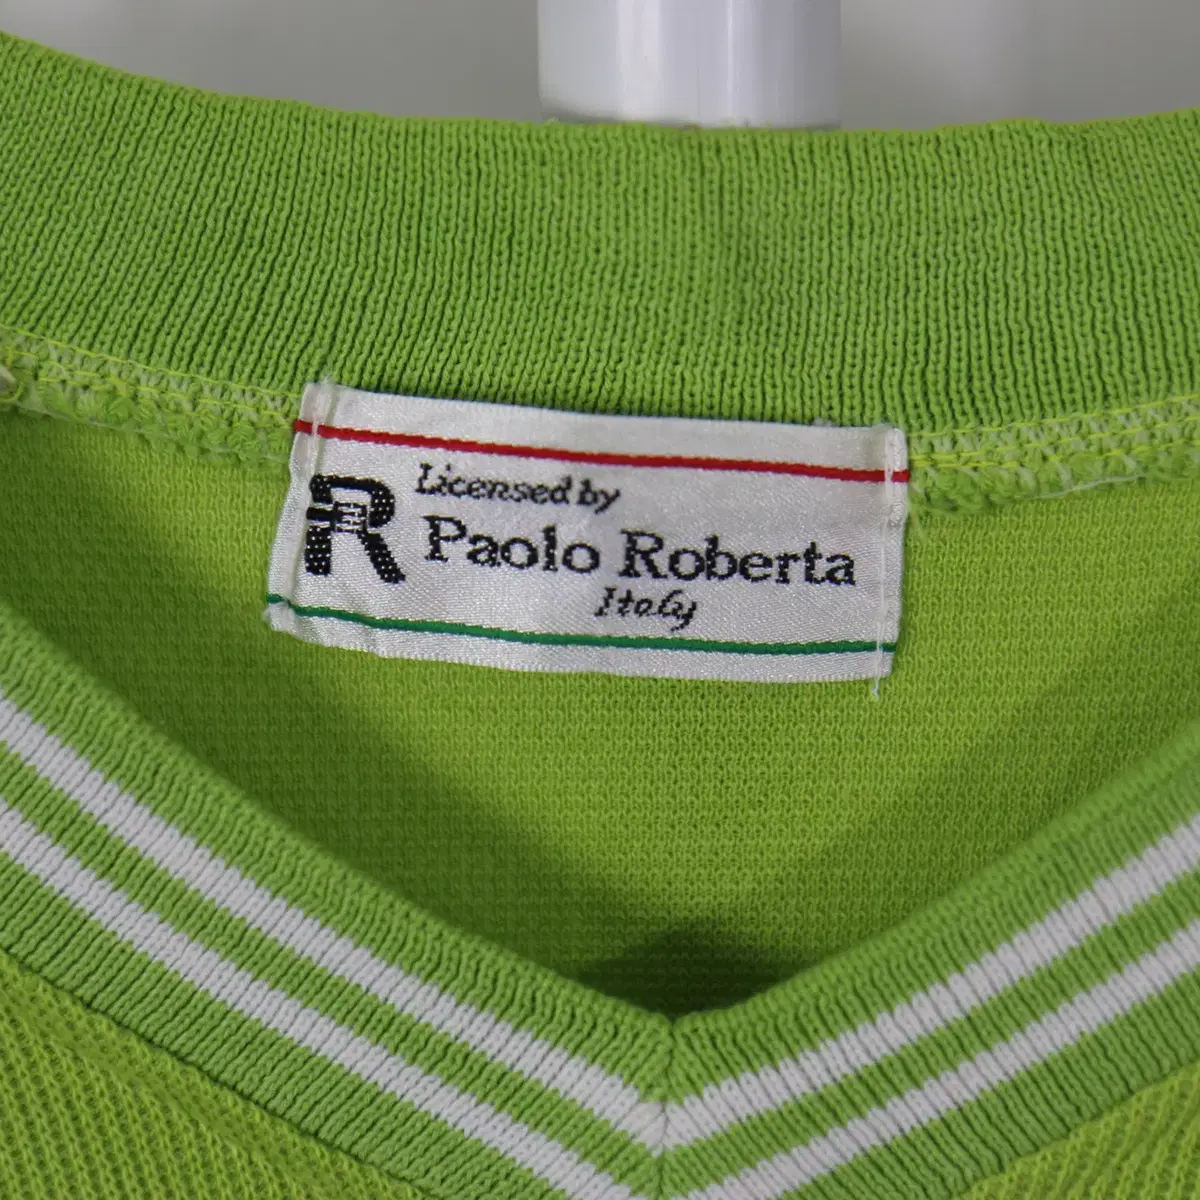 R
Licensed by
Paolo Roberta
Italy